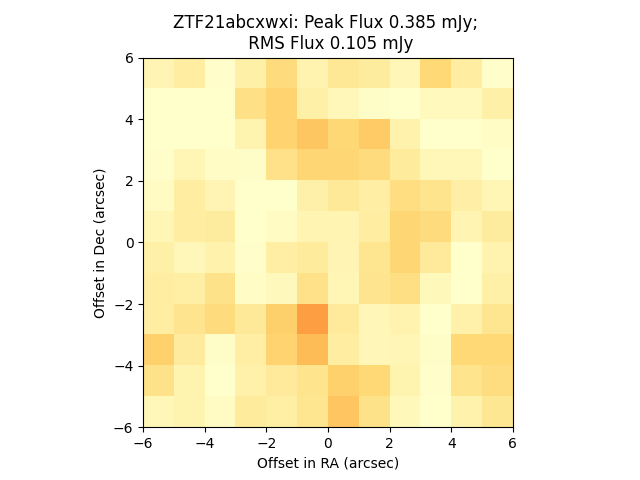 ZTF21abcxwxi: Peak Flux 0.385 mJy;
RMS Flux 0.105 mJy
6
4
2
0
−2
−4
−6
Offset in Dec (arcsec)
−6 −4 −2 0 2 4 6
Offset in RA (arcsec)